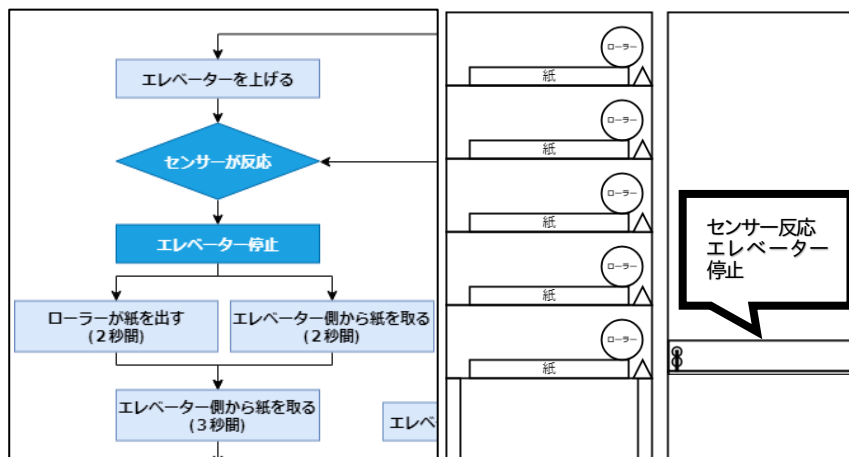 エレベーターを上げる
センサーが反応
エレベーター停止
ローラーが紙を出す
(２秒間)
エレベーター側から紙を取る
(２秒間)
エレベーター側から紙を取る
(３秒間)
エレベ
ローラー
紙
ローラー
紙
ローラー
紙
ローラー
紙
ローラー
紙
センサー反応
エレベーター
停止